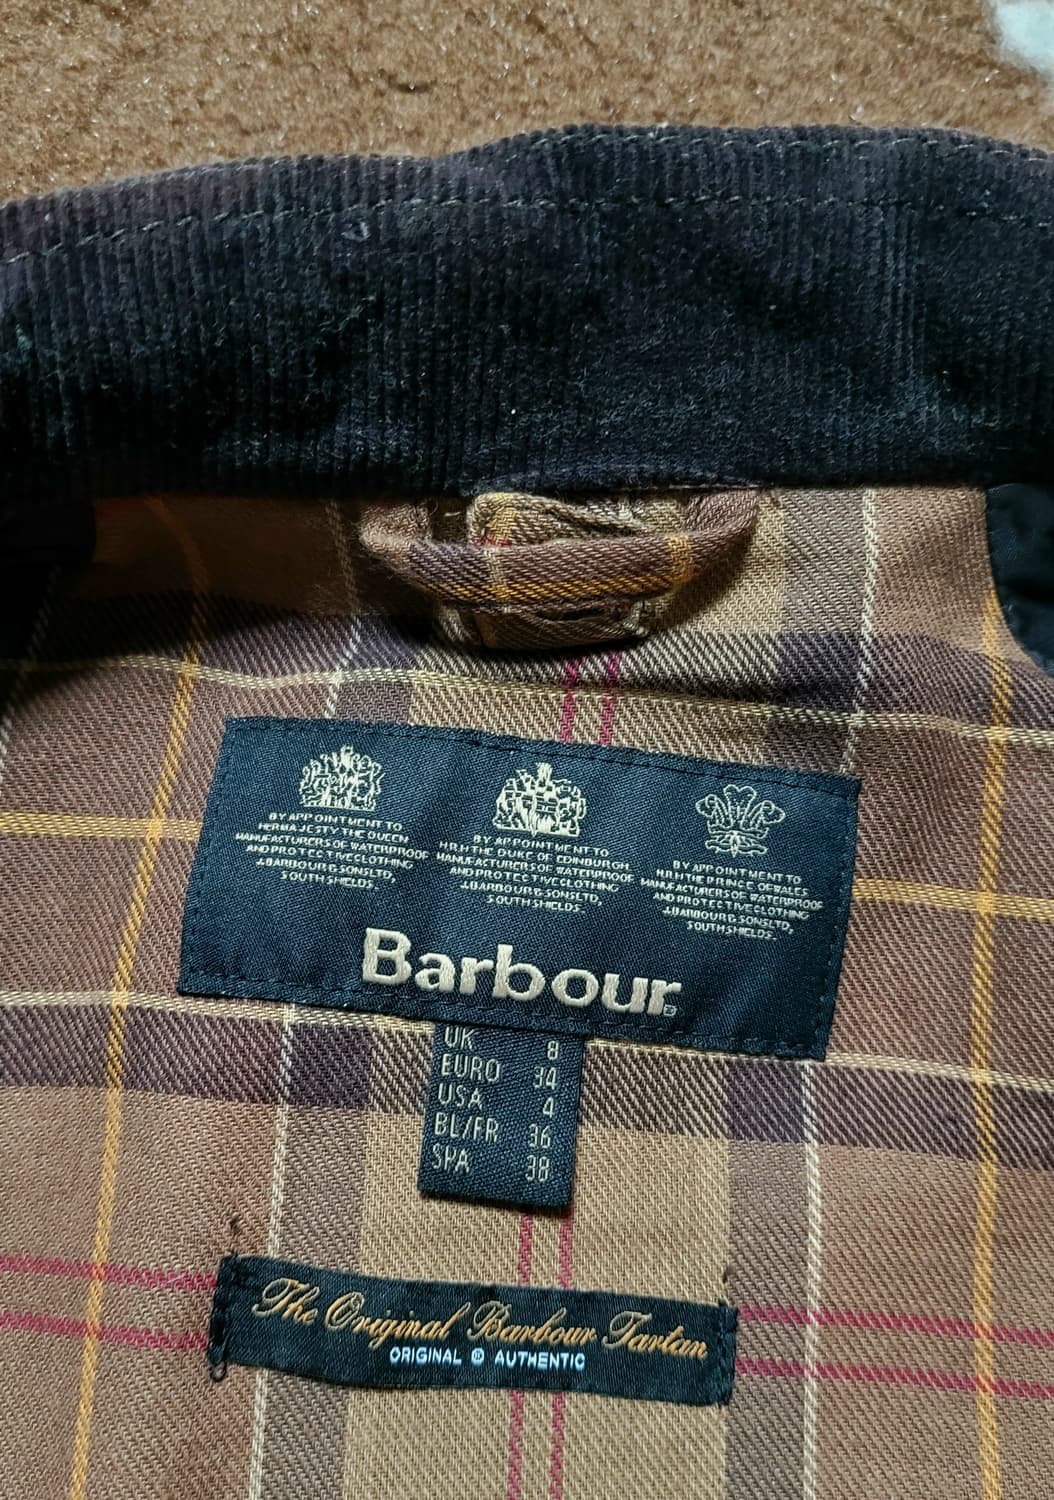 BY APPOINTMENT TO
HER MAJESTY THE QUEEN
MANUFACTURERS OF WATERPROOF
AND PROTECTIVE CLOTHING
J.BARBOUR & SONS LTD,
SOUTH SHIELDS.
BY APPOINTMENT TO
H.R.H THE DUKE OF EDINBURGH
MANUFACTURERS OF WATERPROOF
AND PROTECTIVE CLOTHING
J.BARBOUR & SONS LTD,
SOUTH SHIELDS.
BY APPOINTMENT TO
H.R.H THE PRINCE OF WALES
MANUFACTURERS OF WATERPROOF
AND PROTECTIVE CLOTHING
J.BARBOUR & SONS LTD,
SOUTH SHIELDS.
Barbour®
UK 8
EURO 34
USA 4
BL/FR 36
SPA 38
The Original Barbour Tartan
ORIGINAL ® AUTHENTIC